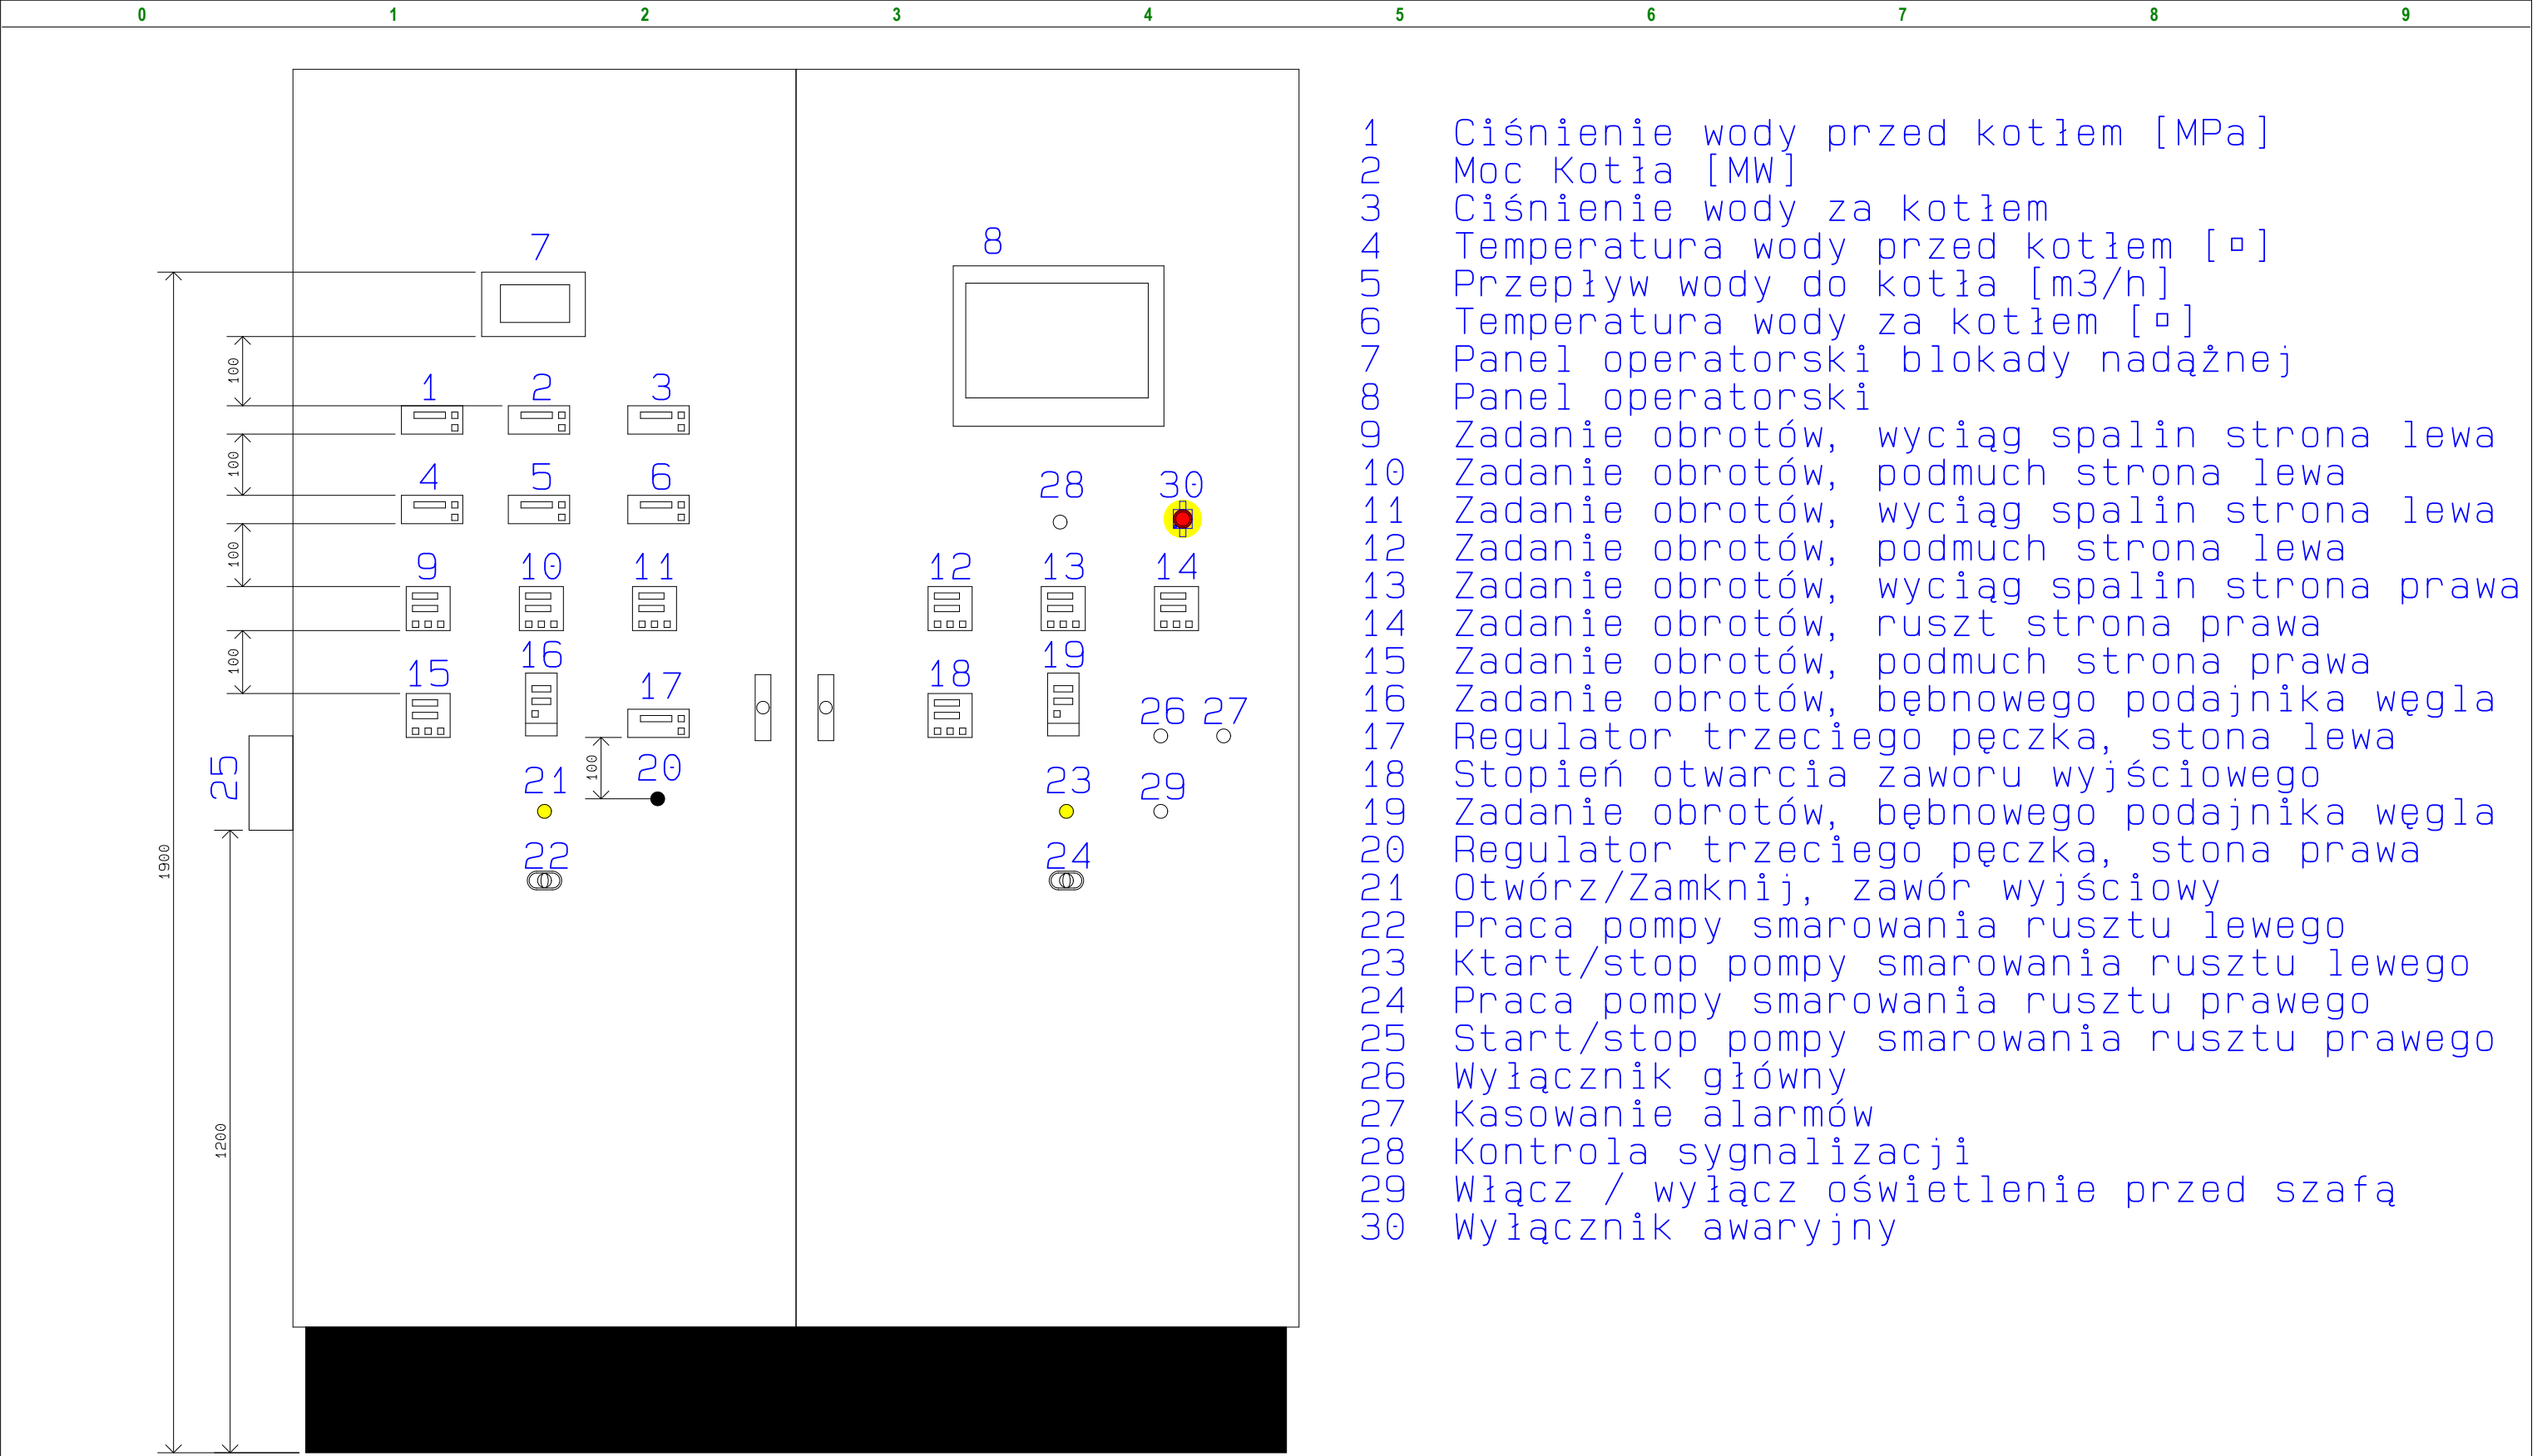 0 1 2 3 4 5 6 7 8 9
7
8
100
1 2 3
100
4 5 6
28 30
100
9 10 11 12 13 14
100
15 16 17 18 19
26 27
25
100
20
21 23 29
22 24
1900
1200
1 Ciśnienie wody przed kotłem [MPa]
2 Moc Kotła [MW]
3 Ciśnienie wody za kotłem
4 Temperatura wody przed kotłem [¤]
5 Przepływ wody do kotła [m3/h]
6 Temperatura wody za kotłem [¤]
7 Panel operatorski blokady nadążnej
8 Panel operatorski
9 Zadanie obrotów, wyciąg spalin strona lewa
10 Zadanie obrotów, podmuch strona lewa
11 Zadanie obrotów, wyciąg spalin strona lewa
12 Zadanie obrotów, podmuch strona lewa
13 Zadanie obrotów, wyciąg spalin strona prawa
14 Zadanie obrotów, ruszt strona prawa
15 Zadanie obrotów, podmuch strona prawa
16 Zadanie obrotów, bębnowego podajnika węgla
17 Regulator trzeciego pęczka, stona lewa
18 Stopień otwarcia zaworu wyjściowego
19 Zadanie obrotów, bębnowego podajnika węgla
20 Regulator trzeciego pęczka, stona prawa
21 Otwórz/Zamknij, zawór wyjściowy
22 Praca pompy smarowania rusztu lewego
23 Ktart/stop pompy smarowania rusztu lewego
24 Praca pompy smarowania rusztu prawego
25 Start/stop pompy smarowania rusztu prawego
26 Wyłącznik główny
27 Kasowanie alarmów
28 Kontrola sygnalizacji
29 Włącz / wyłącz oświetlenie przed szafą
30 Wyłącznik awaryjny